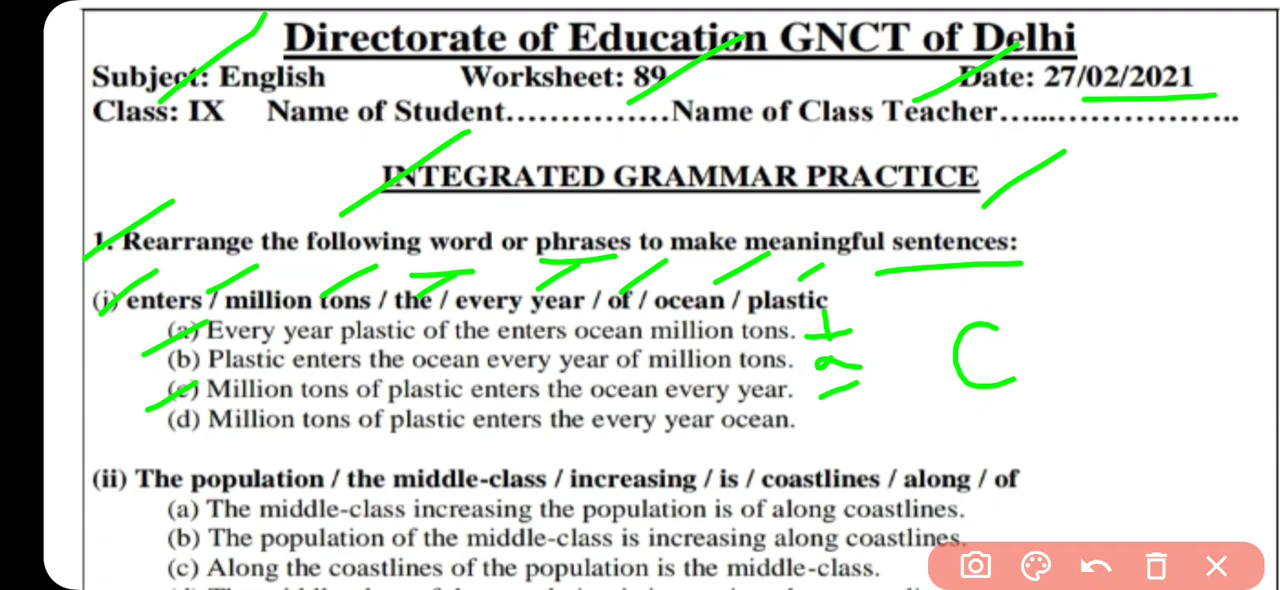 Directorate of Education GNCT of Delhi
Subject: English Worksheet: 89 Date: 27/02/2021
Class: IX Name of Student............... Name of Class Teacher......................
INTEGRATED GRAMMAR PRACTICE
1. Rearrange the following word or phrases to make meaningful sentences:
(i) enters / million tons / the / every year / of / ocean / plastic
(a) Every year plastic of the enters ocean million tons.
(b) Plastic enters the ocean every year of million tons.
(c) Million tons of plastic enters the ocean every year.
C
(d) Million tons of plastic enters the every year ocean.
(ii) The population / the middle-class / increasing / is / coastlines / along / of
(a) The middle-class increasing the population is of along coastlines.
(b) The population of the middle-class is increasing along coastlines.
(c) Along the coastlines of the population is the middle-class.